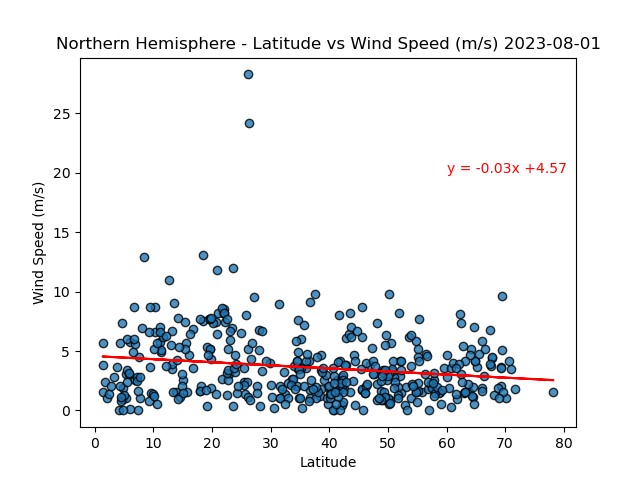 Northern Hemisphere - Latitude vs Wind Speed (m/s) 2023-08-01
Wind Speed (m/s)
25
20
15
10
5
0
y = -0.03x +4.57
0 10 20 30 40 50 60 70 80
Latitude